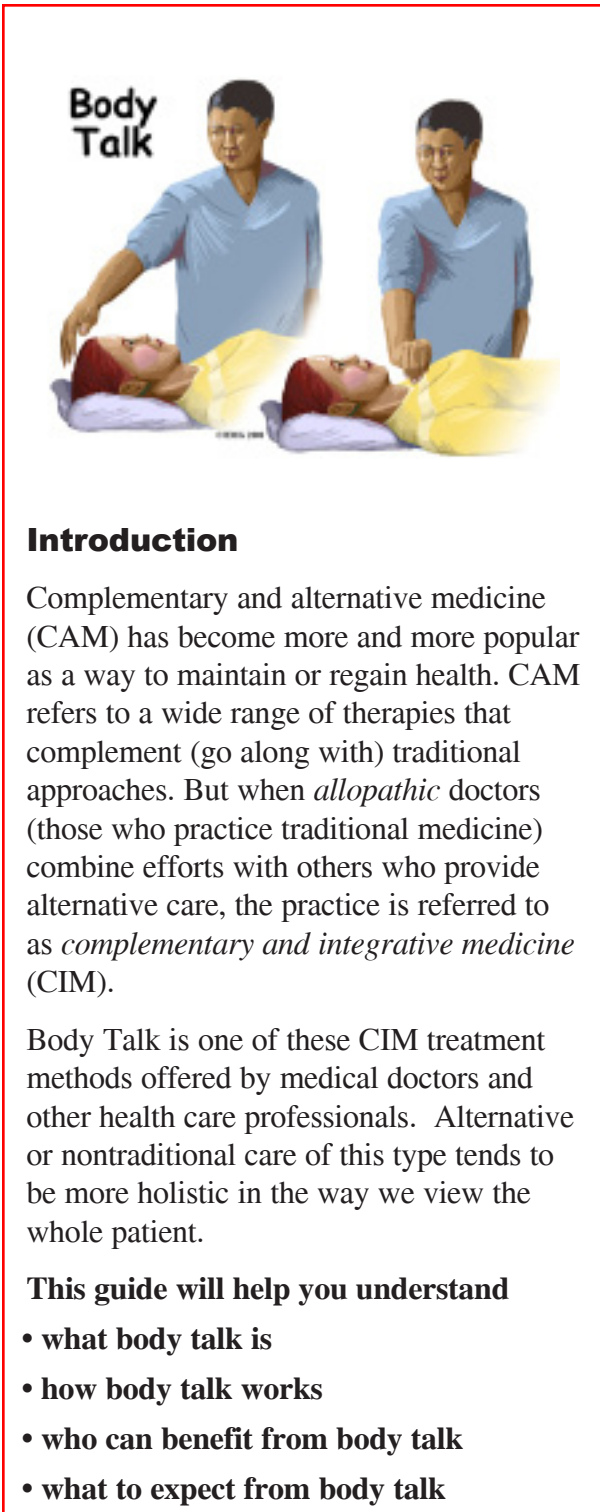 Body
Talk
Introduction
Complementary and alternative medicine
(CAM) has become more and more popular
as a way to maintain or regain health. CAM
refers to a wide range of therapies that
complement (go along with) traditional
approaches. But when allopathic doctors
(those who practice traditional medicine)
combine efforts with others who provide
alternative care, the practice is referred to
as complementary and integrative medicine
(CIM).
Body Talk is one of these CIM treatment
methods offered by medical doctors and
other health care professionals.  Alternative
or nontraditional care of this type tends to
be more holistic in the way we view the
whole patient.
This guide will help you understand
• what body talk is
• how body talk works
• who can benefit from body talk
• what to expect from body talk